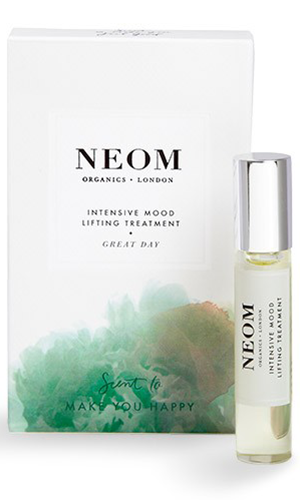 NEOM
ORGANICS • LONDON
INTENSIVE MOOD
LIFTING TREATMENT
•
GREAT DAY
Scent to
MAKE YOU HAPPY
NEOM
ORGANICS • LONDON
INTENSIVE MOOD
LIFTING TREATMENT